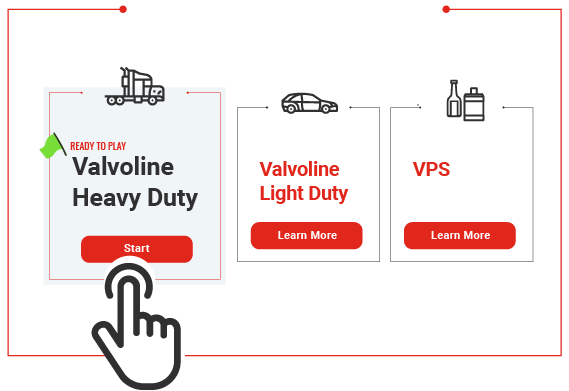 READY TO PLAY
Valvoline
Heavy Duty
Start
Valvoline
Light Duty
Learn More
VPS
Learn More